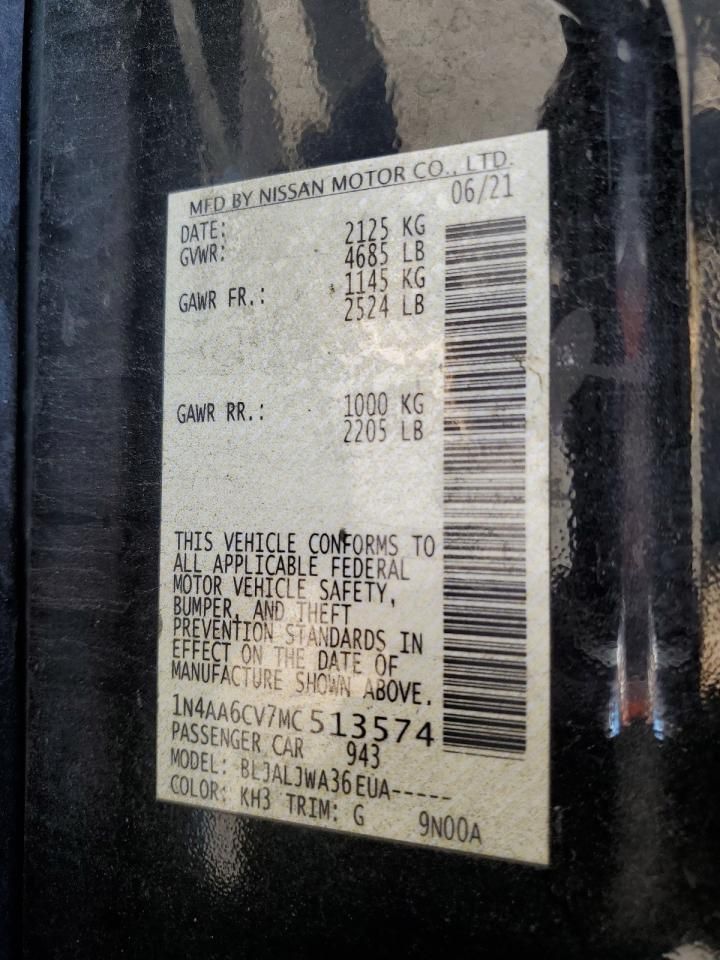 MFD BY NISSAN MOTOR CO., LTD.
DATE: 06/21
GVWR: 2125 KG
4685 LB
GAWR FR.: 1145 KG
2524 LB
GAWR RR.: 1000 KG
2205 LB
THIS VEHICLE CONFORMS TO
ALL APPLICABLE FEDERAL
MOTOR VEHICLE SAFETY,
BUMPER, AND THEFT
PREVENTION STANDARDS IN
EFFECT ON THE DATE OF
MANUFACTURE SHOWN ABOVE.
1N4AA6CV7MC513574
PASSENGER CAR 943
MODEL: BLJALJWA36EUA-----
COLOR: KH3 TRIM: G 9N00A